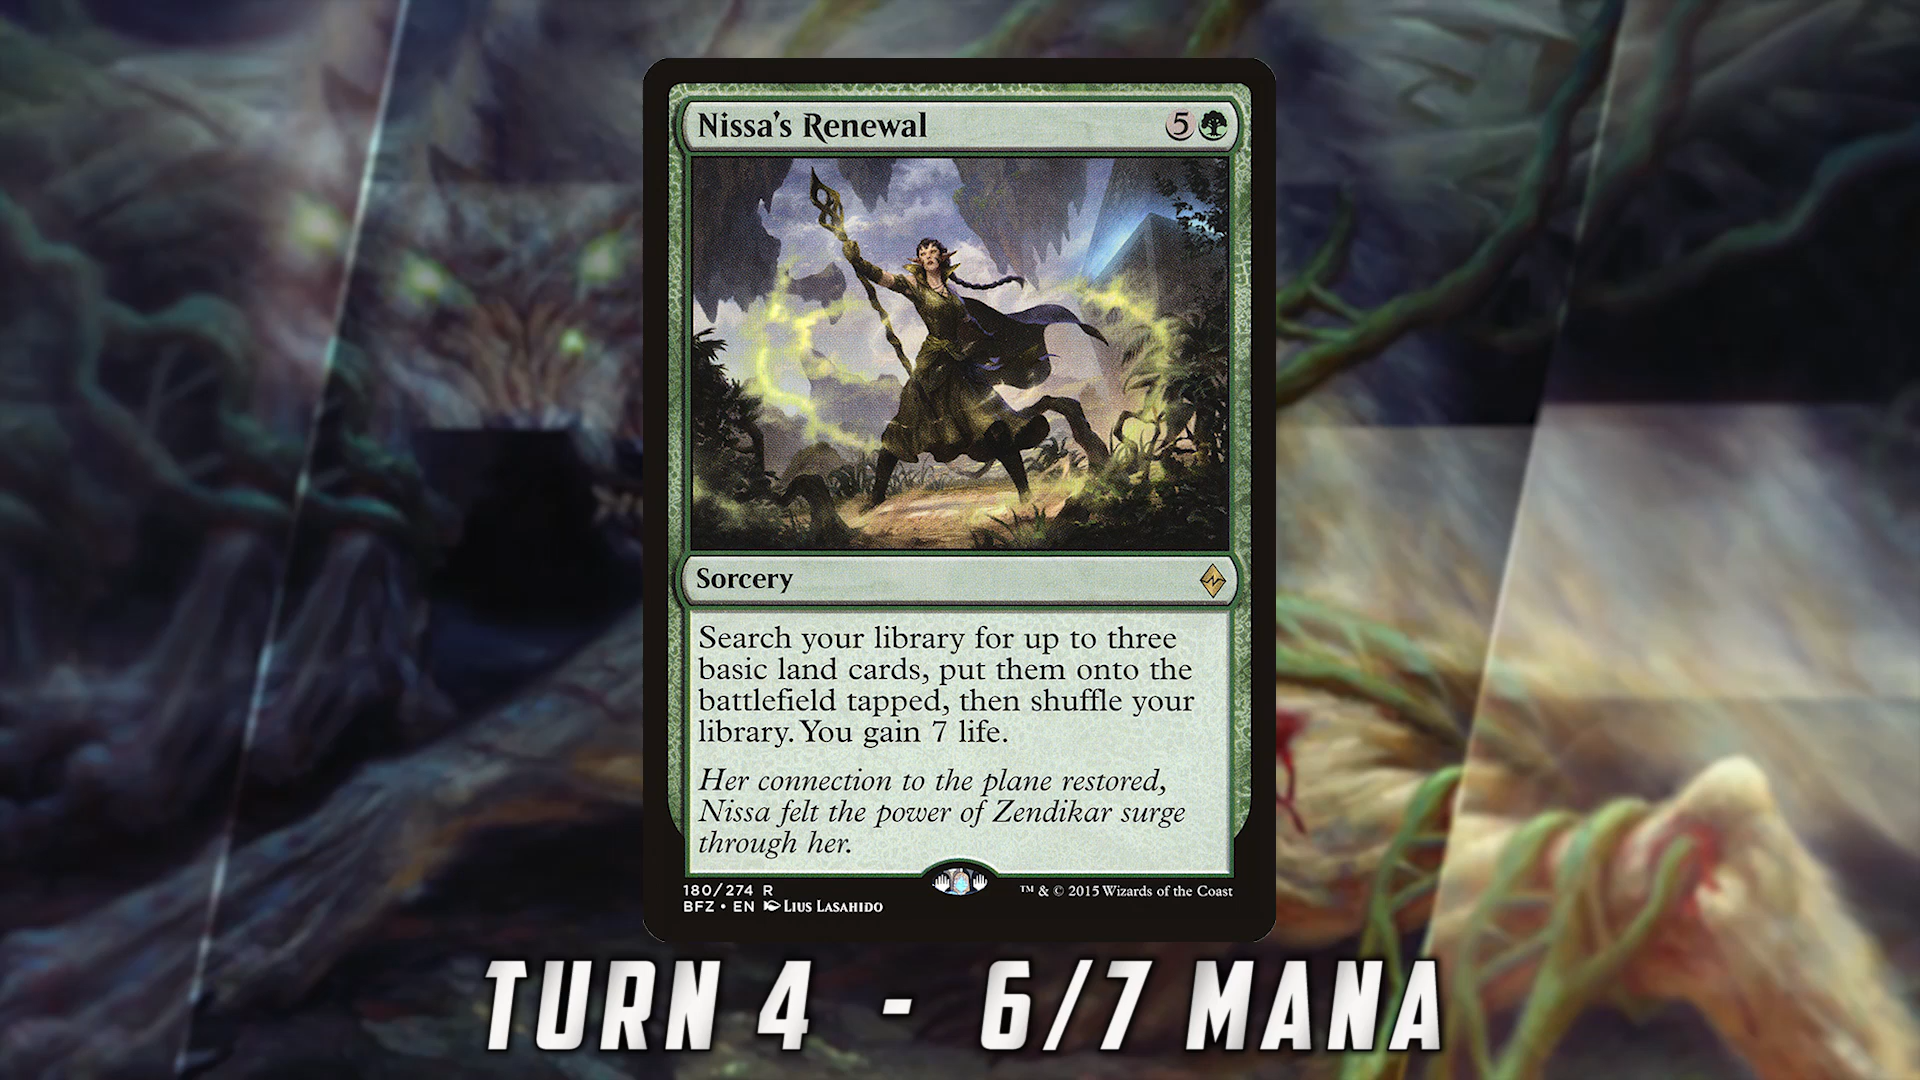 Nissa's Renewal 5
Sorcery
Search your library for up to three
basic land cards, put them onto the
battlefield tapped, then shuffle your
library. You gain 7 life.
Her connection to the plane restored,
Nissa felt the power of Zendikar surge
through her.
180/274 R
™ & © 2015 Wizards of the Coast
BFZ • EN Lius Lasahido
TURN 4 - 6/7 MANA